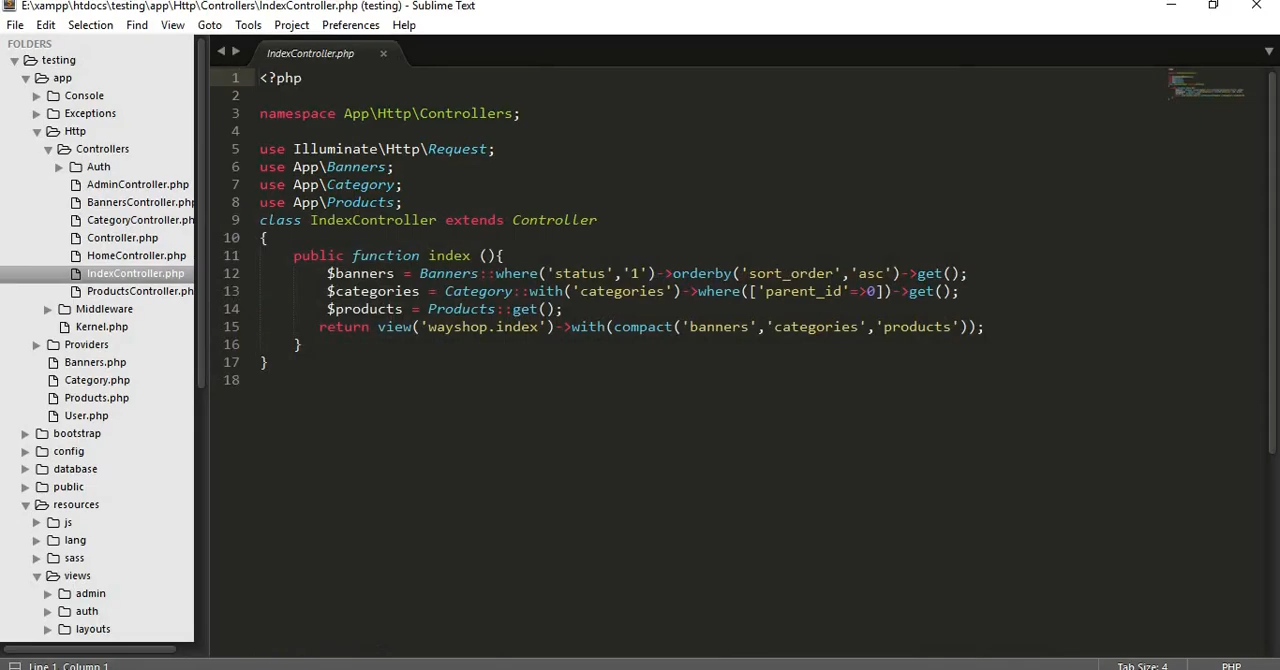 E:\xampp\htdocs\testing\app\Http\Controllers\IndexController.php (testing) - Sublime Text
File Edit Selection Find View Goto Tools Project Preferences Help
FOLDERS
testing
app
Console
Exceptions
Http
Controllers
Auth
AdminController.php
BannersController.php
CategoryController.ph
Controller.php
HomeController.php
IndexController.php
ProductsController.ph
Middleware
Kernel.php
Providers
Banners.php
Category.php
Products.php
User.php
bootstrap
config
database
public
resources
js
lang
sass
views
admin
auth
layouts
IndexController.php
1 <?php
2
3 namespace App\Http\Controllers;
4
5 use Illuminate\Http\Request;
6 use App\Banners;
7 use App\Category;
8 use App\Products;
9 class IndexController extends Controller
10 {
11 public function index (){
12 $banners = Banners::where('status','1')->orderby('sort_order','asc')->get();
13 $categories = Category::with('categories')->where(['parent_id'=>0])->get();
14 $products = Products::get();
15 return view('wayshop.index')->with(compact('banners','categories','products'));
16 }
17 }
18
Line 1, Column 1 Tab Size: 4 PHP